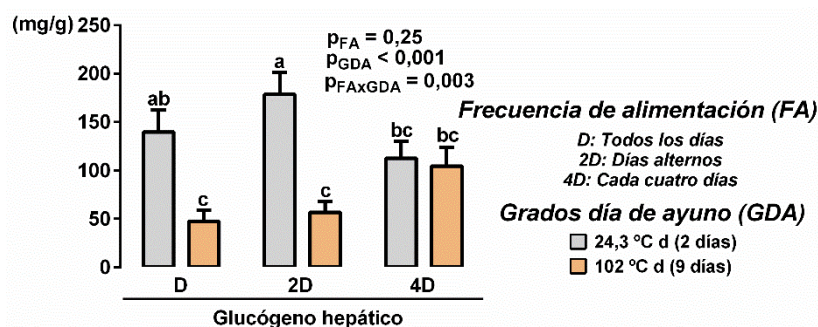 (mg/g)
250
200
150
100
50
0
ab
c
a
c
bc
bc
pFA = 0,25
pGDA < 0,001
pFAxGDA = 0,003
D
2D
4D
Glucógeno hepático
Frecuencia de alimentación (FA)
D: Todos los días
2D: Días alternos
4D: Cada cuatro días
Grados día de ayuno (GDA)
24,3 ºC d (2 días)
102 ºC d (9 días)